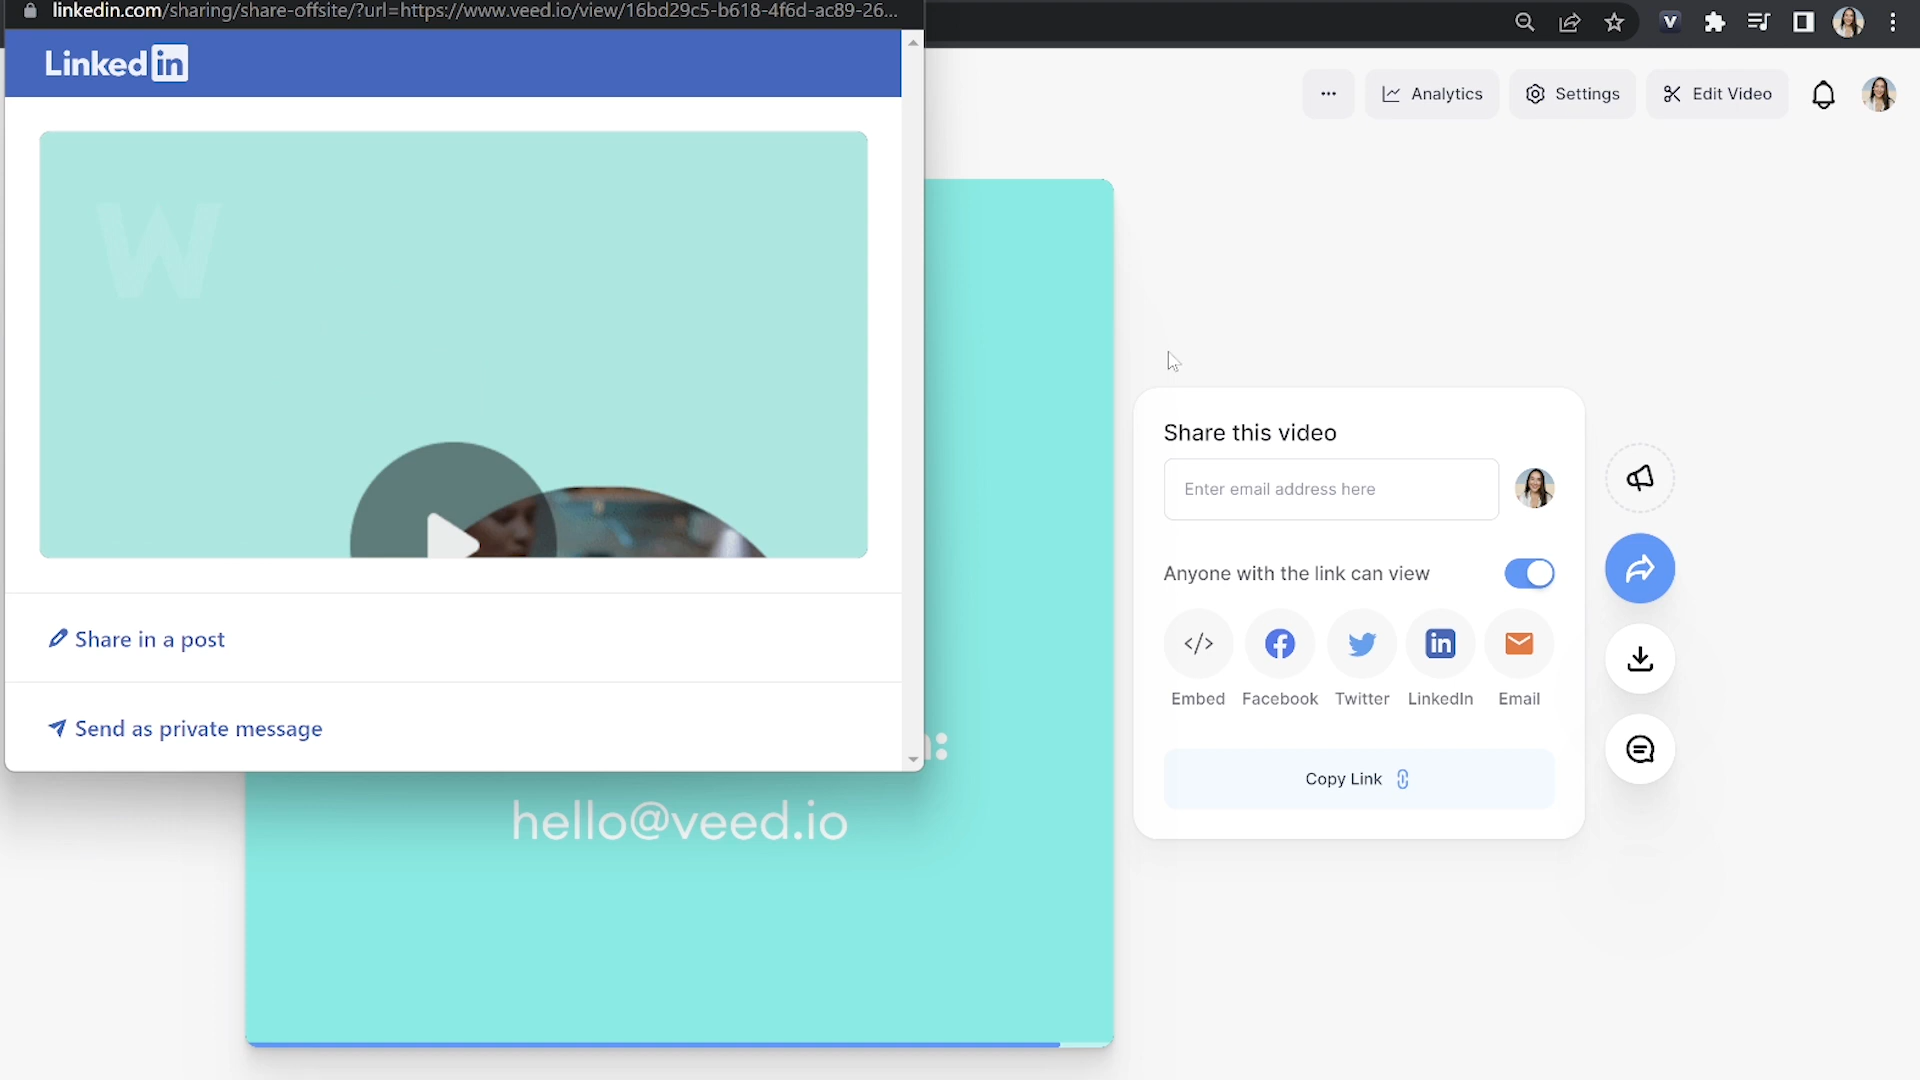 linkedin.com/sharing/share-offsite/?url=https://www.veed.io/view/16bd29c5-b618-4f6d-ac89-26...
Linked in
W
Share in a post
Send as private message
n:
hello@veed.io
V
... Analytics Settings Edit Video
Share this video
Enter email address here
Anyone with the link can view
</> in
Embed Facebook Twitter LinkedIn Email
Copy Link